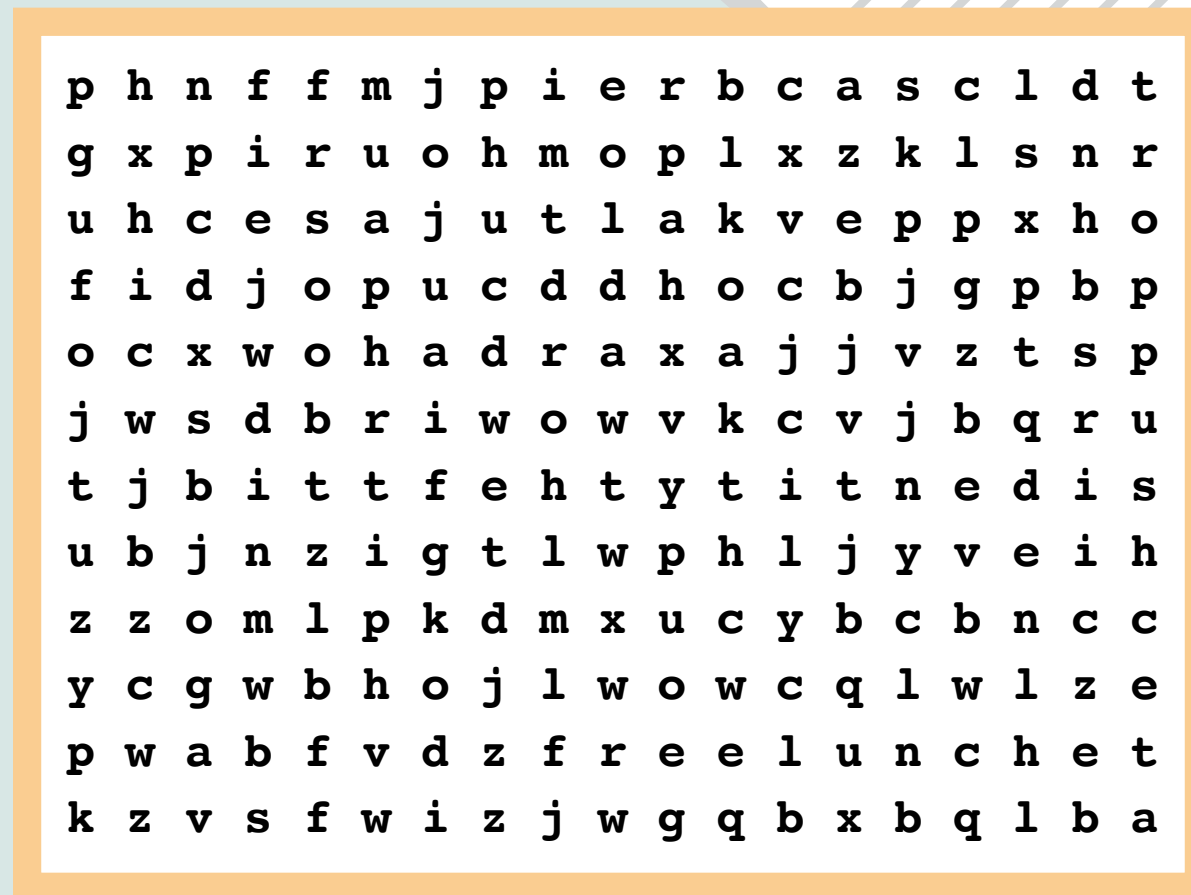 p h n f f m j p i e r b c a s c l d t
g x p i r u o h m o p l x z k l s n r
u h c e s a j u t l a k v e p p x h o
f i d j o p u c d d h o c b j g p b p
o c x w o h a d r a x a j j v z t s p
j w s d b r i w o w v k c v j b q r u
t j b i t t f e h t y t i t n e d i s
u b j n z i g t l w p h l j y v e i h
z z o m l p k d m x u c y b c b n c c
y c g w b h o j l w o w c q l w l z e
p w a b f v d z f r e e l u n c h e t
k z v s f w i z j w g q b x b q l b a